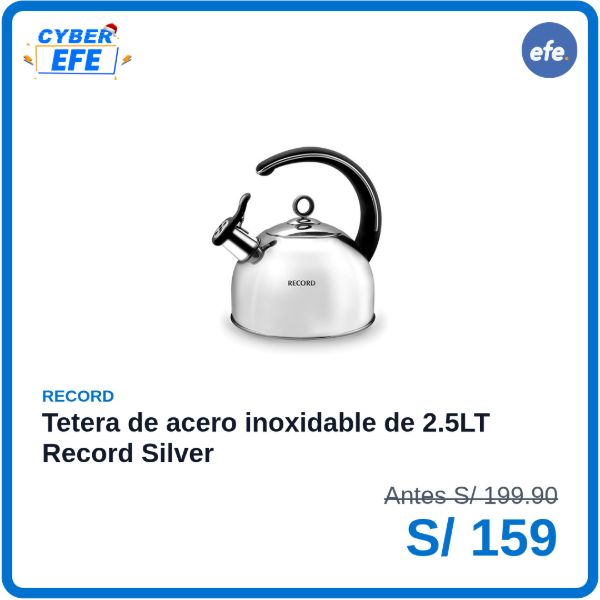 CYBER
EFE
efe.
RECORD
RECORD
Tetera de acero inoxidable de 2.5LT
Record Silver
Antes S/ 199.90
S/ 159